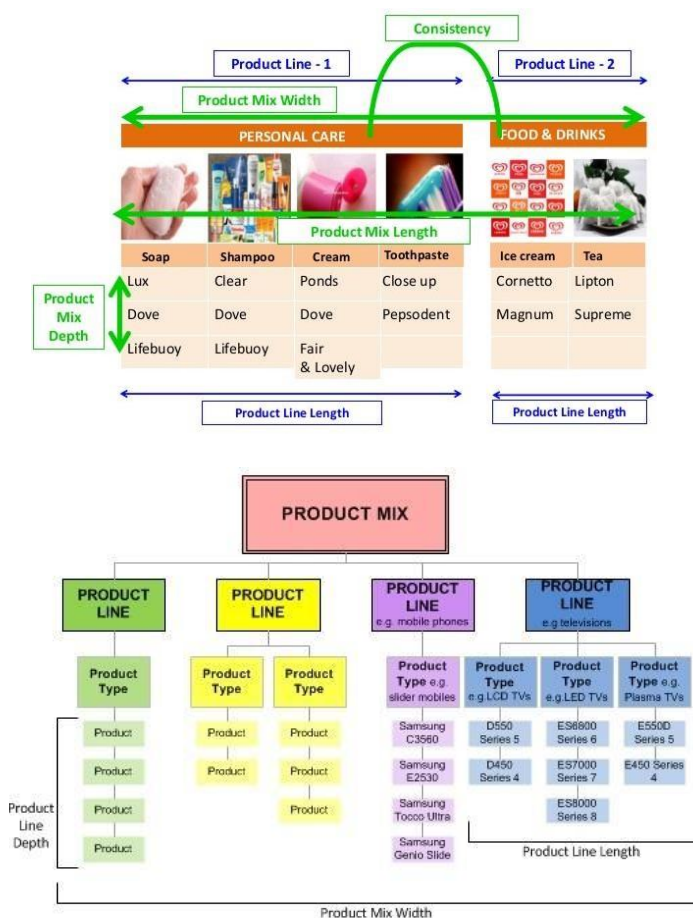 Consistency
Product Line - 1
Product Line - 2
Product Mix Width
PERSONAL CARE
FOOD & DRINKS
Product Mix Length
Soap Shampoo Cream Toothpaste Ice cream Tea
Lux Clear Ponds Close up Cornetto Lipton
Product
Mix
Depth
Dove Dove Dove Pepsodent Magnum Supreme
Lifebuoy Lifebuoy Fair
& Lovely
Product Line Length
Product Line Length
PRODUCT MIX
PRODUCT
LINE
PRODUCT
LINE
PRODUCT
LINE
e.g. mobile phones
PRODUCT
LINE
e.g televisions
Product
Type
Product
Type
Product
Type
Product
Type e.g.
slider mobiles
Product
Type
e.g.LCD TVs
Product
Type
e.g.LED TVs
Product
Type e.g.
Plasma TVs
Product
Product
Product
Product
Product
Product
Product
Product
Product
Samsung
C3560
Samsung
E2530
Samsung
Tocco Ultra
Samsung
Genio Slide
D550
Series 5
D450
Series 4
ES6800
Series 6
ES7000
Series 7
ES8000
Series 8
E550D
Series 5
E450 Series
4
Product
Line
Depth
Product Line Length
Product Mix Width